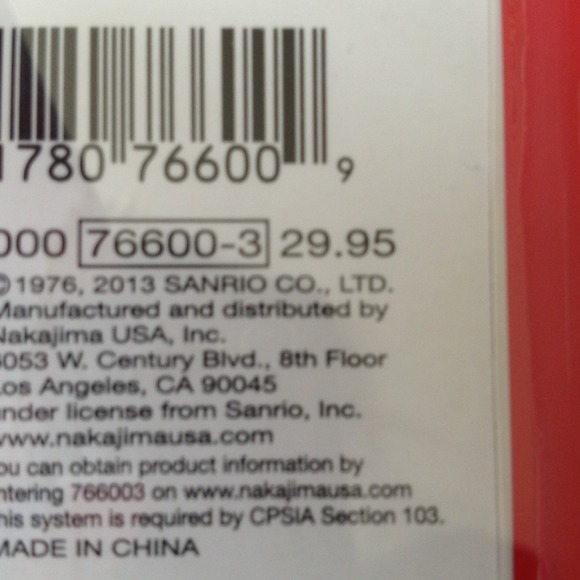 1780 76600 9
000 76600-3 29.95
©1976, 2013 SANRIO CO., LTD.
Manufactured and distributed by
Nakajima USA, Inc.
6053 W. Century Blvd., 8th Floor
Los Angeles, CA 90045
under license from Sanrio, Inc.
www.nakajimausa.com
ou can obtain product information by
ntering 766003 on www.nakajimausa.com
his system is required by CPSIA Section 103.
MADE IN CHINA